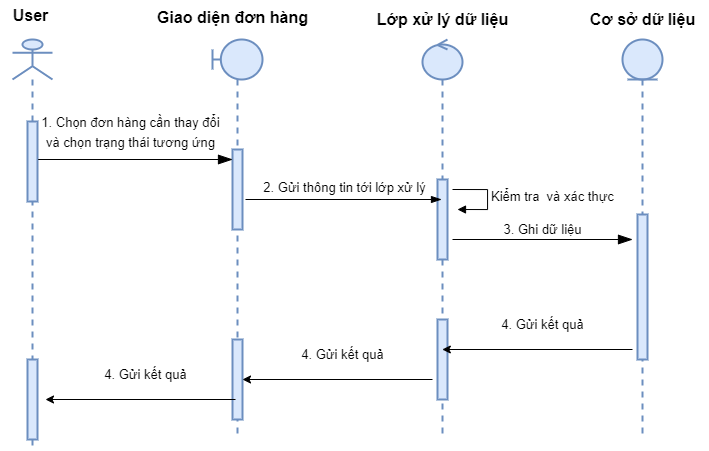 User
Giao diện đơn hàng
Lớp xử lý dữ liệu
Cơ sở dữ liệu
1. Chọn đơn hàng cần thay đổi
và chọn trạng thái tương ứng
2. Gửi thông tin tới lớp xử lý
Kiểm tra và xác thực
3. Ghi dữ liệu
4. Gửi kết quả
4. Gửi kết quả
4. Gửi kết quả